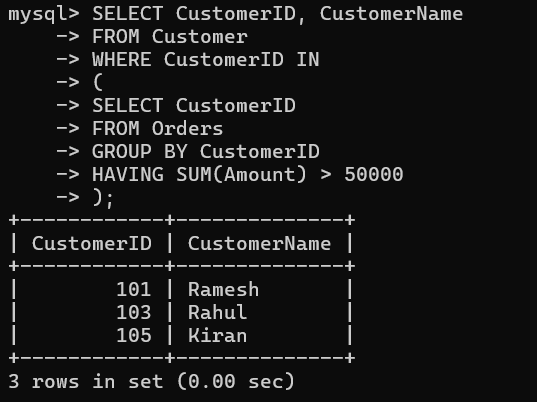 mysql> SELECT CustomerID, CustomerName
    -> FROM Customer
    -> WHERE CustomerID IN
    -> (
    -> SELECT CustomerID
    -> FROM Orders
    -> GROUP BY CustomerID
    -> HAVING SUM(Amount) > 50000
    -> );
+------------+--------------+
| CustomerID | CustomerName |
+------------+--------------+
|        101 | Ramesh       |
|        103 | Rahul        |
|        105 | Kiran        |
+------------+--------------+
3 rows in set (0.00 sec)